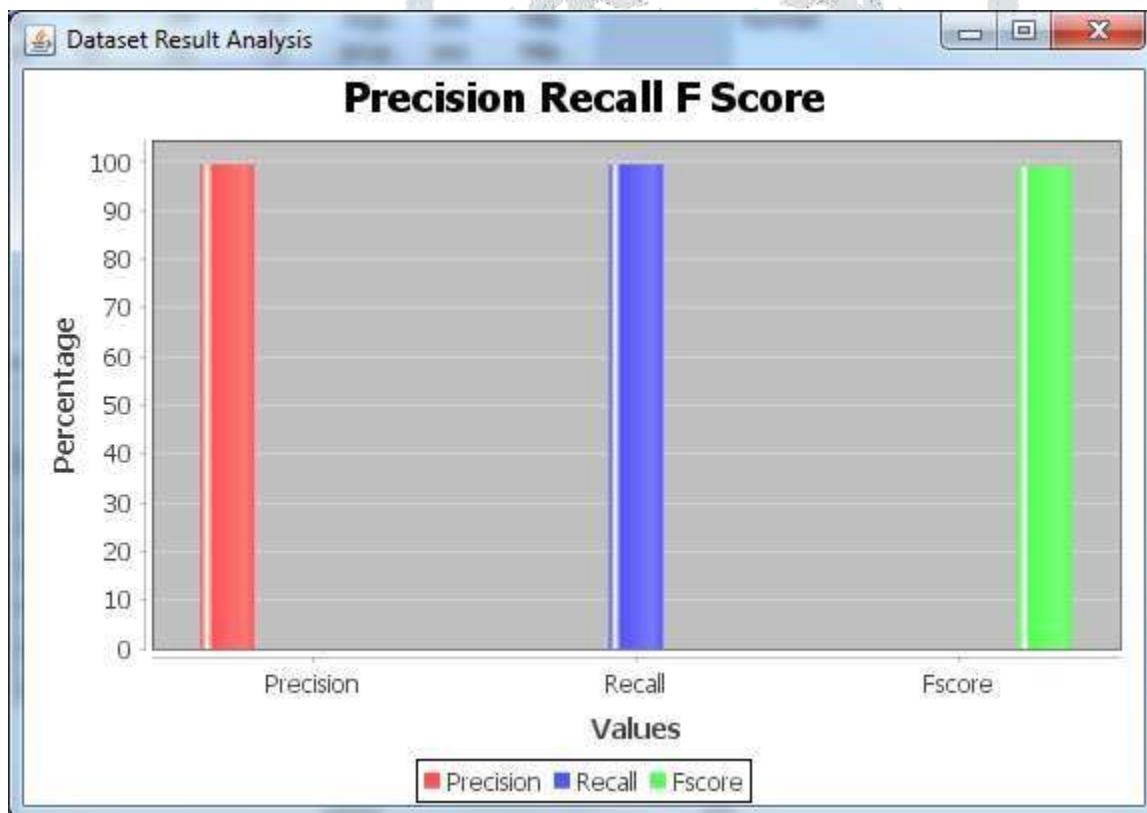 Dataset Result Analysis
Precision Recall F Score
Percentage
100
90
80
70
60
50
40
30
20
10
0
Precision Recall Fscore
Values
Precision Recall Fscore